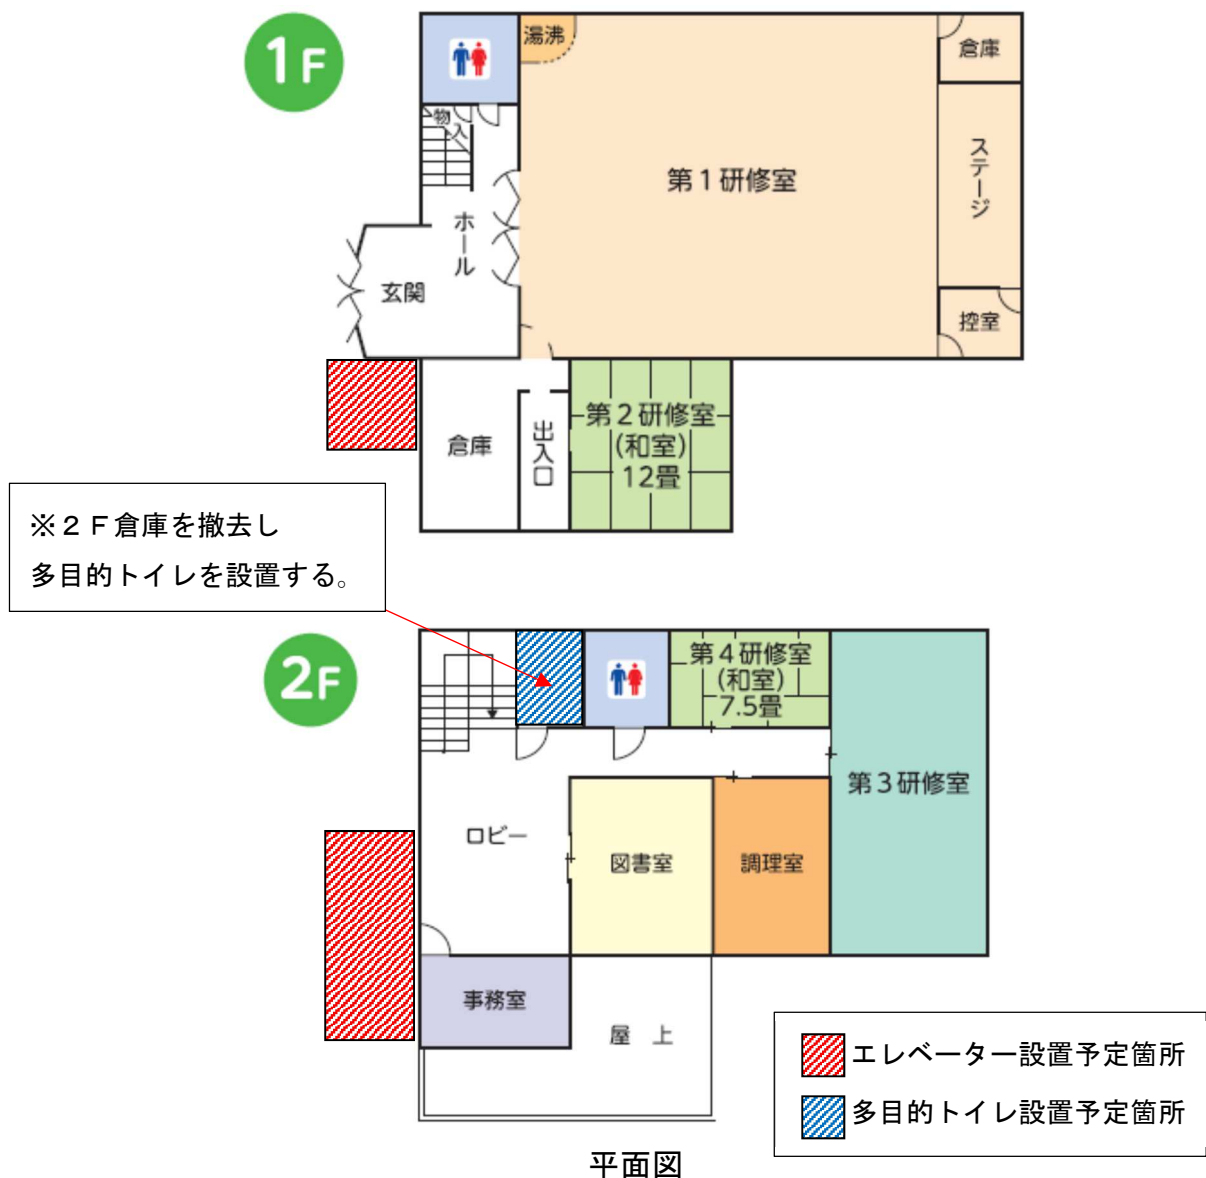 1F
湯沸
倉庫
物入
第1研修室
ステージ
ホール
玄関
控室
倉庫
出入口
第2研修室
(和室)
12畳
※2F倉庫を撤去し
多目的トイレを設置する。
2F
第4研修室
(和室)
7.5畳
第3研修室
ロビー
図書室
調理室
事務室
屋 上
エレベーター設置予定箇所
多目的トイレ設置予定箇所
平面図